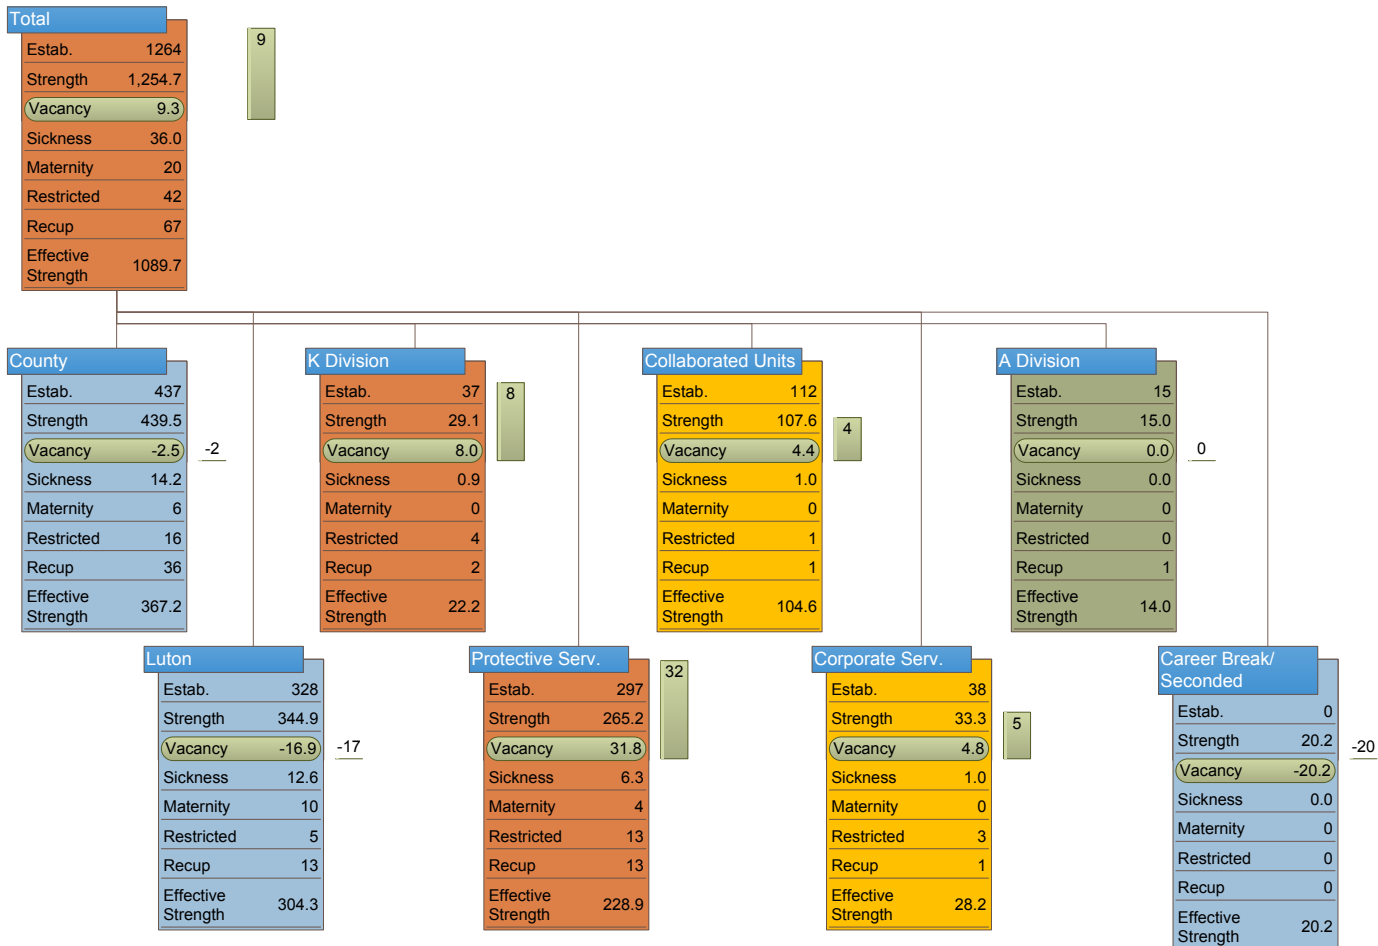 Total
Estab. 1264
Strength 1,254.7
Vacancy 9.3
Sickness 36.0
Maternity 20
Restricted 42
Recup 67
Effective
Strength 1089.7
9
County
Estab. 437
Strength 439.5
Vacancy -2.5
Sickness 14.2
Maternity 6
Restricted 16
Recup 36
Effective
Strength 367.2
-2
K Division
Estab. 37
Strength 29.1
Vacancy 8.0
Sickness 0.9
Maternity 0
Restricted 4
Recup 2
Effective
Strength 22.2
8
Collaborated Units
Estab. 112
Strength 107.6
Vacancy 4.4
Sickness 1.0
Maternity 0
Restricted 1
Recup 1
Effective
Strength 104.6
4
A Division
Estab. 15
Strength 15.0
Vacancy 0.0
Sickness 0.0
Maternity 0
Restricted 0
Recup 1
Effective
Strength 14.0
0
Luton
Estab. 328
Strength 344.9
Vacancy -16.9
Sickness 12.6
Maternity 10
Restricted 5
Recup 13
Effective
Strength 304.3
-17
Protective Serv.
Estab. 297
Strength 265.2
Vacancy 31.8
Sickness 6.3
Maternity 4
Restricted 13
Recup 13
Effective
Strength 228.9
32
Corporate Serv.
Estab. 38
Strength 33.3
Vacancy 4.8
Sickness 1.0
Maternity 0
Restricted 3
Recup 1
Effective
Strength 28.2
5
Career Break/
Seconded
Estab. 0
Strength 20.2
Vacancy -20.2
Sickness 0.0
Maternity 0
Restricted 0
Recup 0
Effective
Strength 20.2
-20